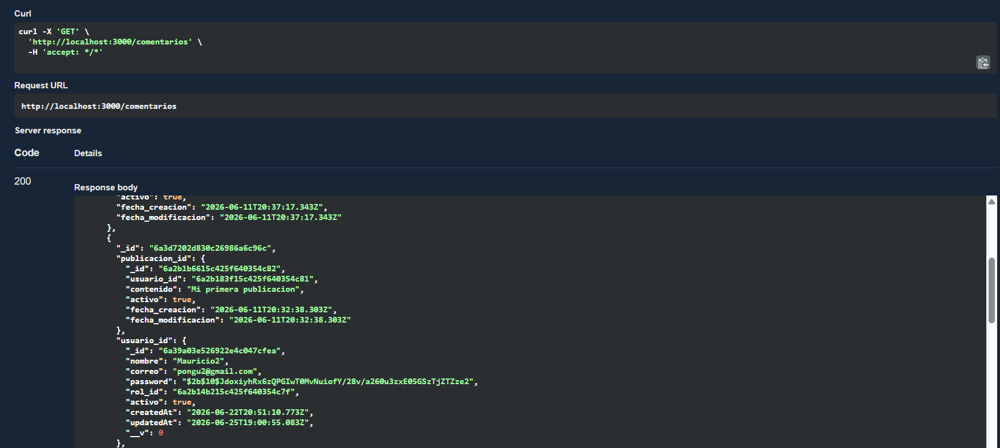 Curl
curl -X 'GET' \
  'http://localhost:3000/comentarios' \
  -H 'accept: */*'
Request URL
http://localhost:3000/comentarios
Server response
Code Details
200
Response body
"activo": true,
"fecha_creacion": "2026-06-11T20:37:17.343Z",
"fecha_modificacion": "2026-06-11T20:37:17.343Z"
},
{
"_id": "6a3d7202d830c26986a6c96c",
"publicacion_id": {
"_id": "6a2b1b6615c425f640354c82",
"usuario_id": "6a2b183f15c425f640354c81",
"contenido": "Mi primera publicacion",
"activo": true,
"fecha_creacion": "2026-06-11T20:32:38.303Z",
"fecha_modificacion": "2026-06-11T20:32:38.303Z"
},
"usuario_id": {
"_id": "6a39a03e526922e4c047cfea",
"nombre": "Mauricio2",
"correo": "pongu2@gmail.com",
"password": "$2b$10$JdoxiyhRx6zQPGIwT0MvNuiofY/28v/a260u3zxE05GSzTjZTZze2",
"rol_id": "6a2b14b215c425f640354c7f",
"activo": true,
"createdAt": "2026-06-22T20:51:10.773Z",
"updatedAt": "2026-06-25T19:00:55.083Z",
"__v": 0
},